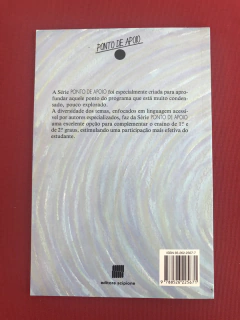 PONTO DE APOIO
A Série PONTO DE APOIO foi especialmente criada para apro-
fundar aquele ponto do programa que está muito conden-
sado, pouco explorado.
A diversidade dos temas, enfocados em linguagem acessí-
vel por autores especializados, faz da Série PONTO DE APOIO
uma excelente opção para complementar o ensino de 1º e
de 2º graus, estimulando uma participação mais efetiva do
estudante.
editora scipione